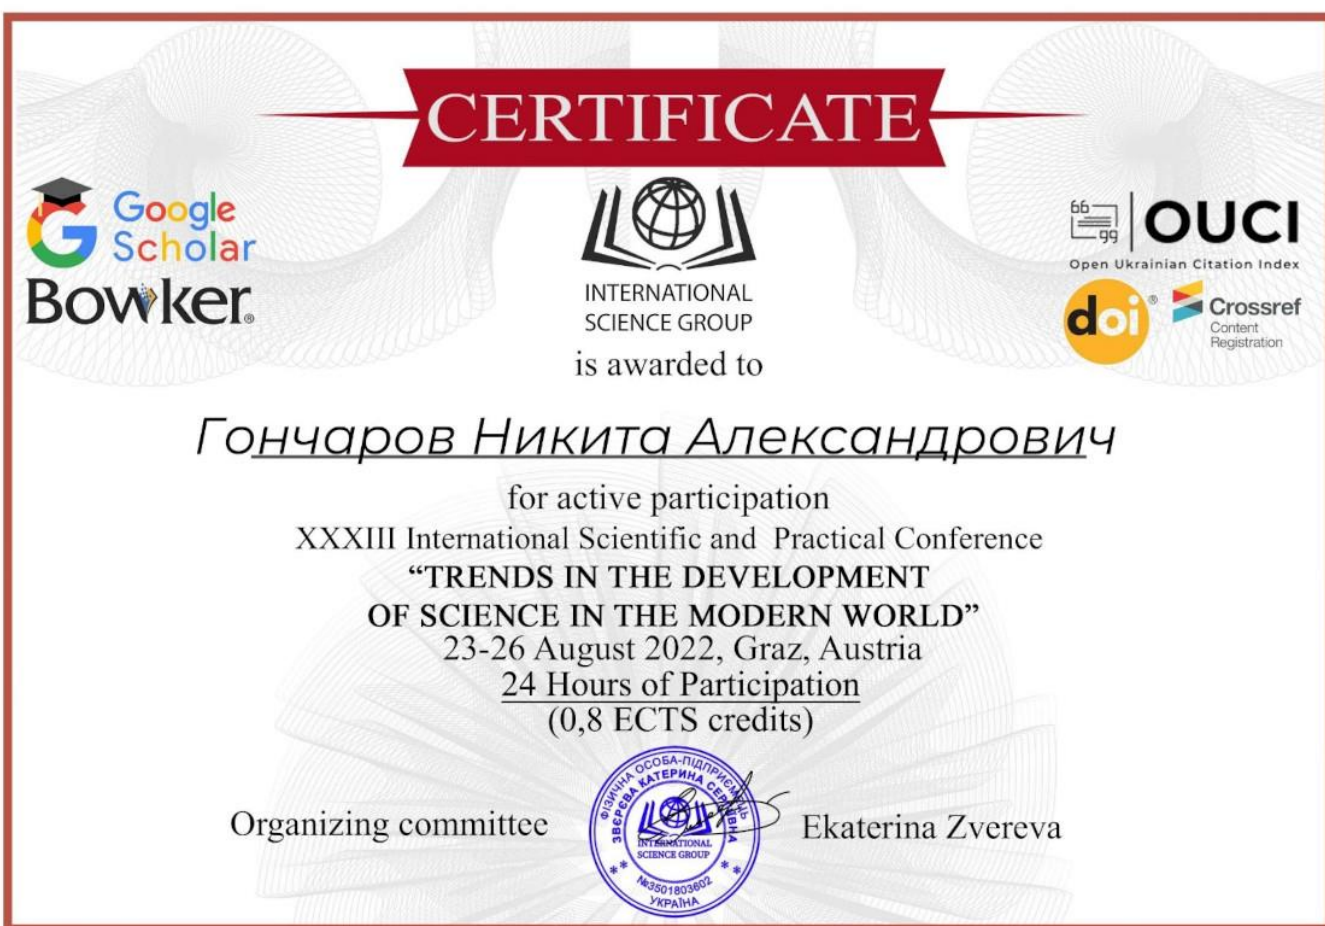 CERTIFICATE
Google
Scholar
Bowker®
INTERNATIONAL
SCIENCE GROUP
66
99
OUCI
Open Ukrainian Citation Index
doi®
Crossref
Content
Registration
is awarded to
Гончаров Никита Александрович
for active participation
XXXIII International Scientific and Practical Conference
“TRENDS IN THE DEVELOPMENT
OF SCIENCE IN THE MODERN WORLD”
23-26 August 2022, Graz, Austria
24 Hours of Participation
(0,8 ECTS credits)
Organizing committee
ФІЗИЧНА ОСОБА-ПІДПРИЄМЕЦЬ
ЗВЄРЄВА КАТЕРИНА СЕРГІЇВНА
INTERNATIONAL
SCIENCE GROUP
№3501803602
УКРАЇНА
Ekaterina Zvereva